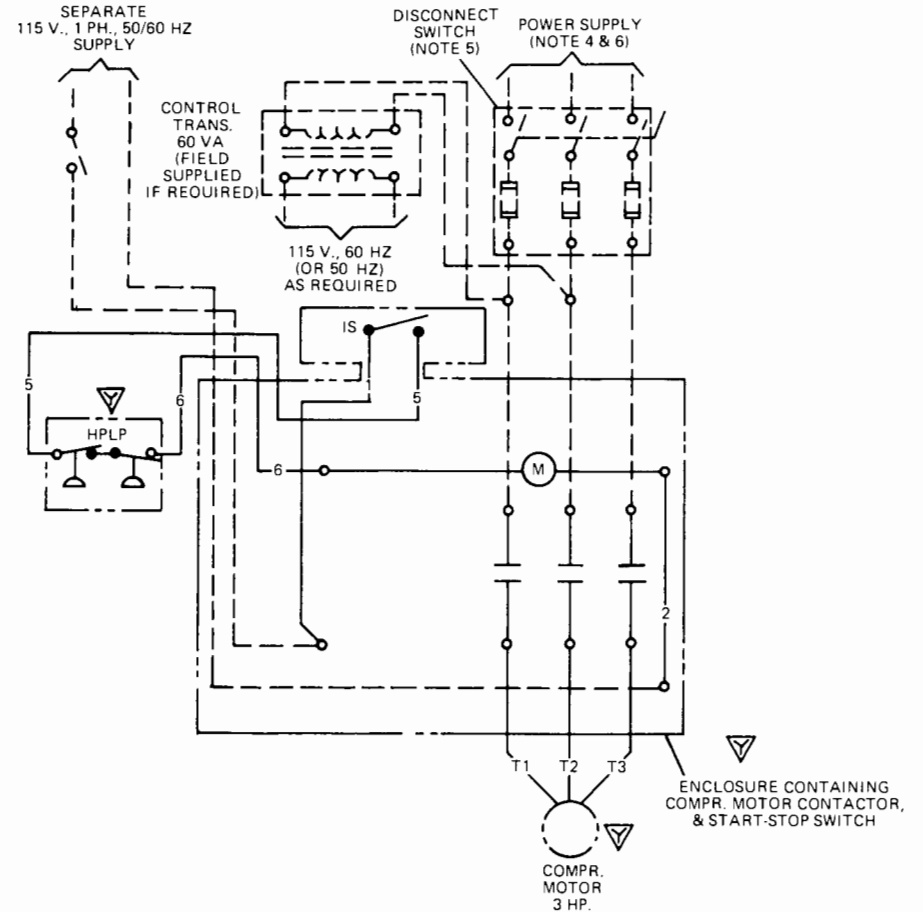 SEPARATE
115 V., 1 PH., 50/60 HZ
SUPPLY
DISCONNECT
SWITCH
(NOTE 5)
POWER SUPPLY
(NOTE 4 & 6)
CONTROL
TRANS.
60 VA
(FIELD
SUPPLIED
IF REQUIRED)
115 V., 60 HZ
(OR 50 HZ)
AS REQUIRED
IS
5
5
6
Y
HPLP
6
M
2
T1
T2
T3
Y
ENCLOSURE CONTAINING
COMPR. MOTOR CONTACTOR,
& START-STOP SWITCH
Y
COMPR.
MOTOR
3 HP.